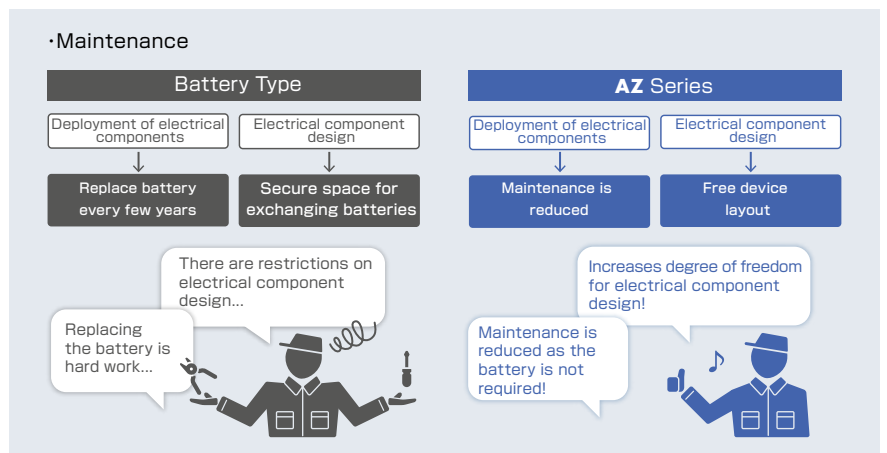 ·Maintenance
Battery Type
Deployment of electrical
components
Electrical component
design
Replace battery
every few years
Secure space for
exchanging batteries
There are restrictions on
electrical component
design...
Replacing
the battery is
hard work...
AZ Series
Deployment of electrical
components
Electrical component
design
Maintenance is
reduced
Free device
layout
Increases degree of freedom
for electrical component
design!
Maintenance is
reduced as the
battery is not
required!